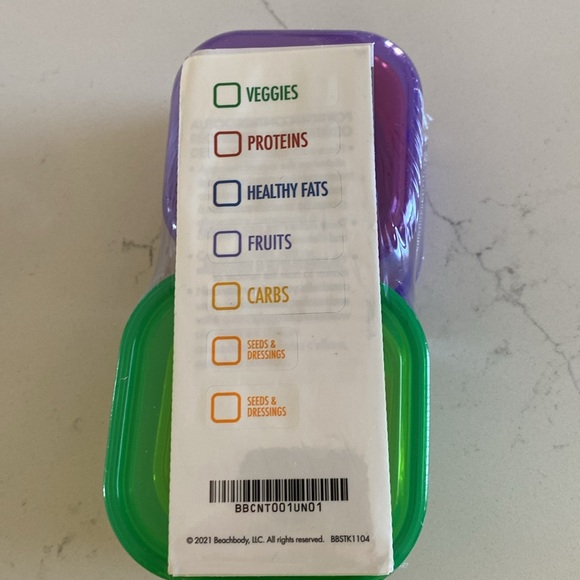 VEGGIES
PROTEINS
HEALTHY FATS
FRUITS
CARBS
SEEDS &
DRESSINGS
SEEDS &
DRESSINGS
BBCNT001UN01
© 2021 Beachbody, LLC. All rights reserved. BBSTK1104